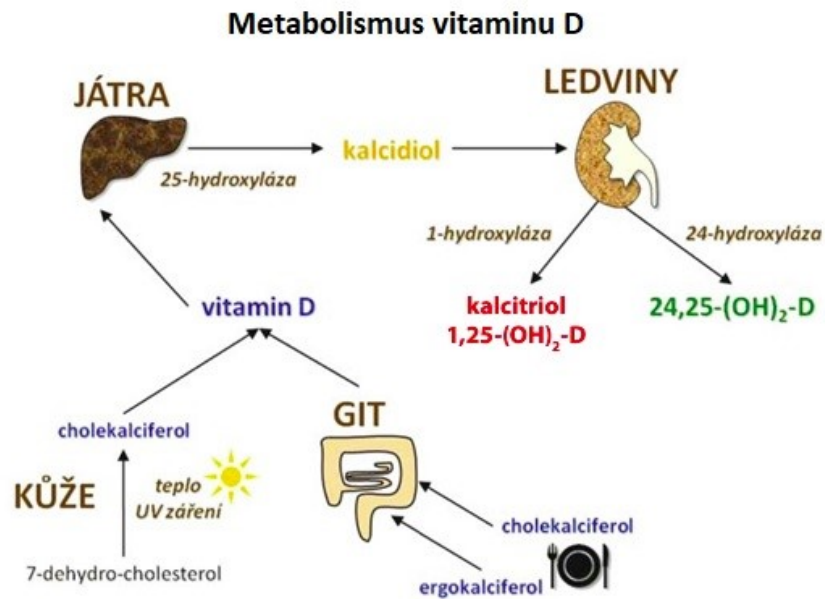 Metabolismus vitaminu D
JÁTRA
LEDVINY
kalcidiol
25-hydroxyláza
1-hydroxyláza
24-hydroxyláza
vitamin D
kalcitriol
1,25-(OH)₂-D
24,25-(OH)₂-D
GIT
cholekalciferol
KŮŽE
teplo
UV záření
cholekalciferol
7-dehydro-cholesterol
ergokalciferol